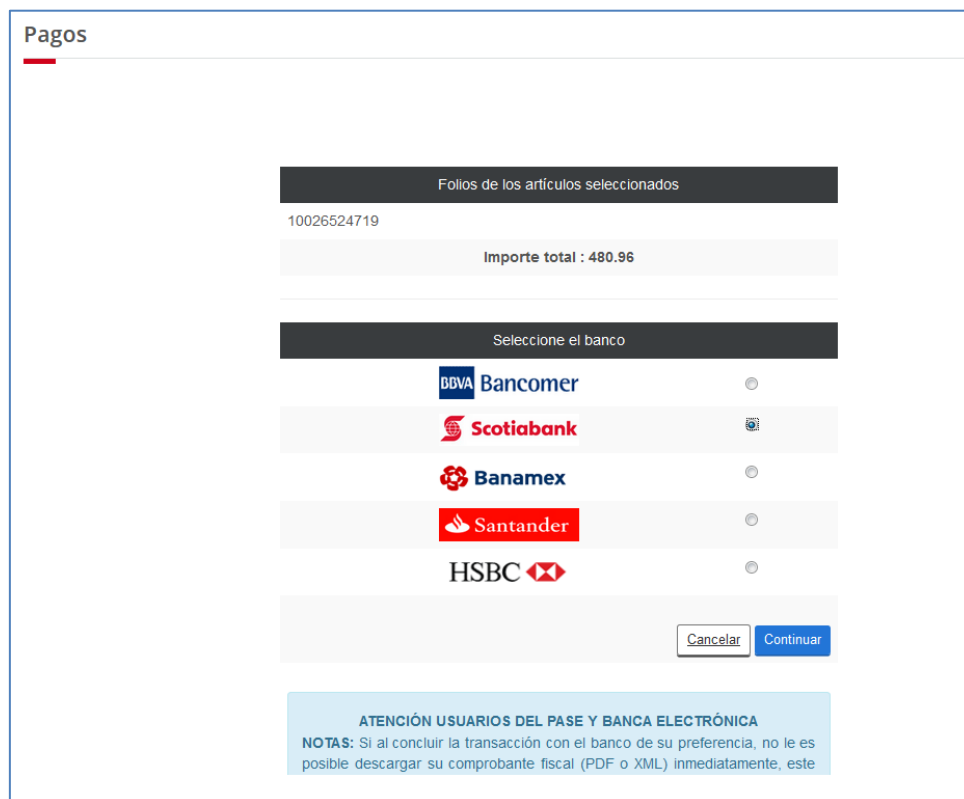 Pagos
Folios de los artículos seleccionados
10026524719
Importe total : 480.96
Seleccione el banco
BBVA Bancomer
Scotiabank
Banamex
Santander
HSBC
Cancelar Continuar
ATENCIÓN USUARIOS DEL PASE Y BANCA ELECTRÓNICA
NOTAS: Si al concluir la transacción con el banco de su preferencia, no le es
posible descargar su comprobante fiscal (PDF o XML) inmediatamente, este